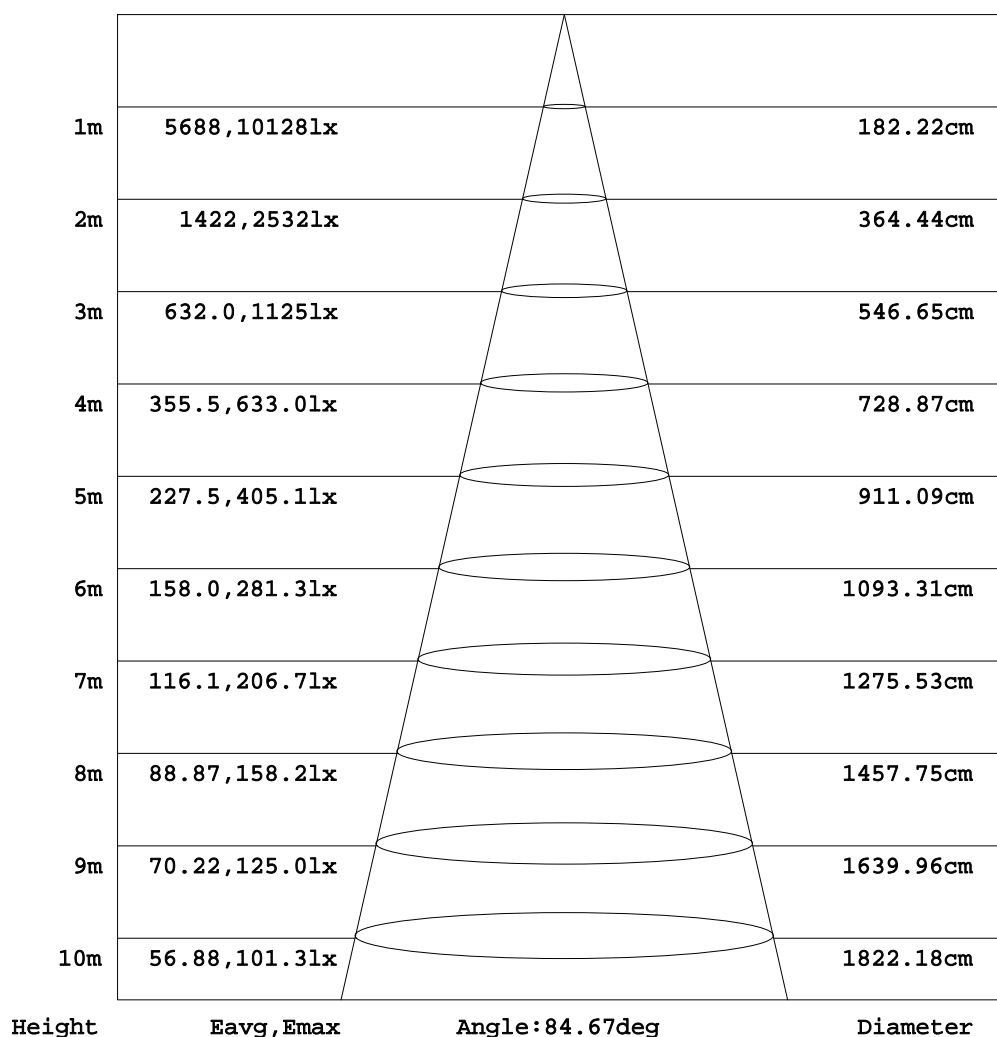 1m 5688,10128lx 182.22cm
2m 1422,2532lx 364.44cm
3m 632.0,1125lx 546.65cm
4m 355.5,633.0lx 728.87cm
5m 227.5,405.1lx 911.09cm
6m 158.0,281.3lx 1093.31cm
7m 116.1,206.7lx 1275.53cm
8m 88.87,158.2lx 1457.75cm
9m 70.22,125.0lx 1639.96cm
10m 56.88,101.3lx 1822.18cm
Height Eavg,Emax Angle:84.67deg Diameter